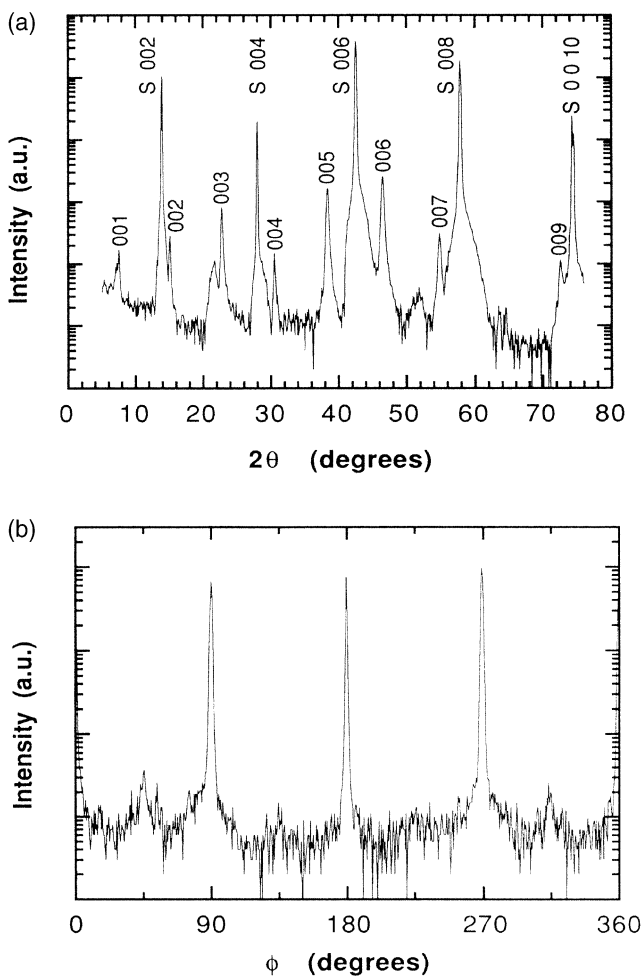 (a)
Intensity (a.u.)
001
S 002
002
003
S 004
004
005
S 006
006
007
S 008
009
S 0 0 10
0 10 20 30 40 50 60 70 80
2θ (degrees)
(b)
Intensity (a.u.)
0 90 180 270 360
ϕ (degrees)